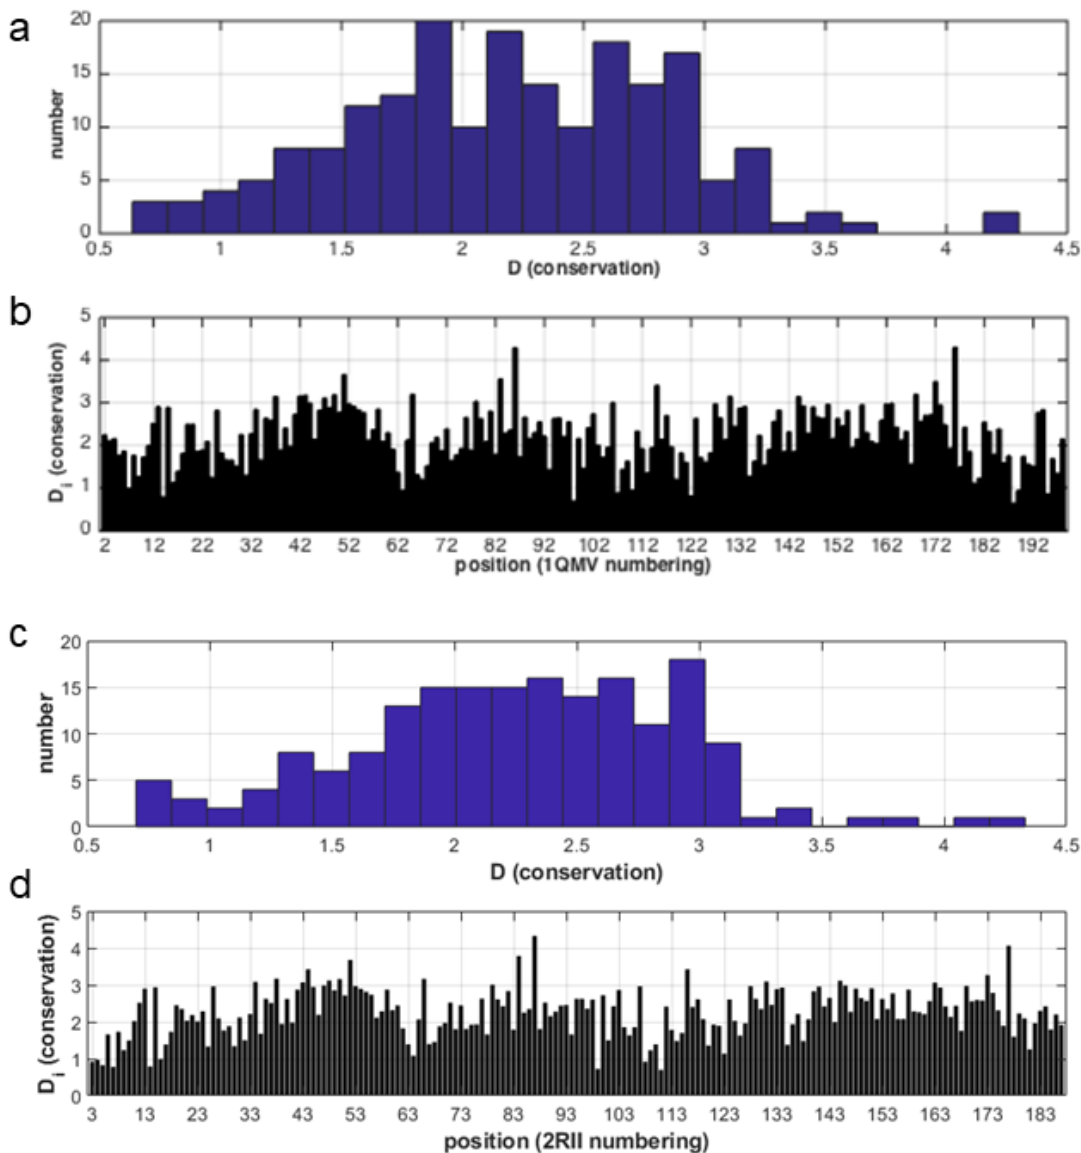 a
20
15
10
5
0
number
0.5 1 1.5 2 2.5 3 3.5 4 4.5
D (conservation)
b
5
4
3
2
1
0
Di (conservation)
2 12 22 32 42 52 62 72 82 92 102 112 122 132 142 152 162 172 182 192
position (1QMV numbering)
c
20
15
10
5
0
number
0.5 1 1.5 2 2.5 3 3.5 4 4.5
D (conservation)
d
5
4
3
2
1
0
Di (conservation)
3 13 23 33 43 53 63 73 83 93 103 113 123 133 143 153 163 173 183
position (2RII numbering)